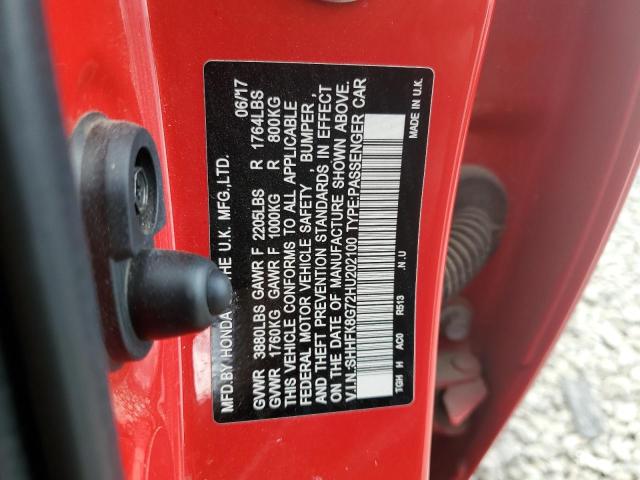 MFD.BY HONDA THE U.K. MFG.,LTD. 06/17
GVWR 3880LBS GAWR F 2205LBS R 1764LBS
GVWR 1760KG GAWR F 1000KG R 800KG
THIS VEHICLE CONFORMS TO ALL APPLICABLE
FEDERAL MOTOR VEHICLE SAFETY , BUMPER ,
AND THEFT PREVENTION STANDARDS IN EFFECT
ON THE DATE OF MANUFACTURE SHOWN ABOVE.
V.I.N.:SHHFK8G72HU202100 TYPE:PASSENGER CAR
TGH H AC0 R513 .N.U MADE IN U.K